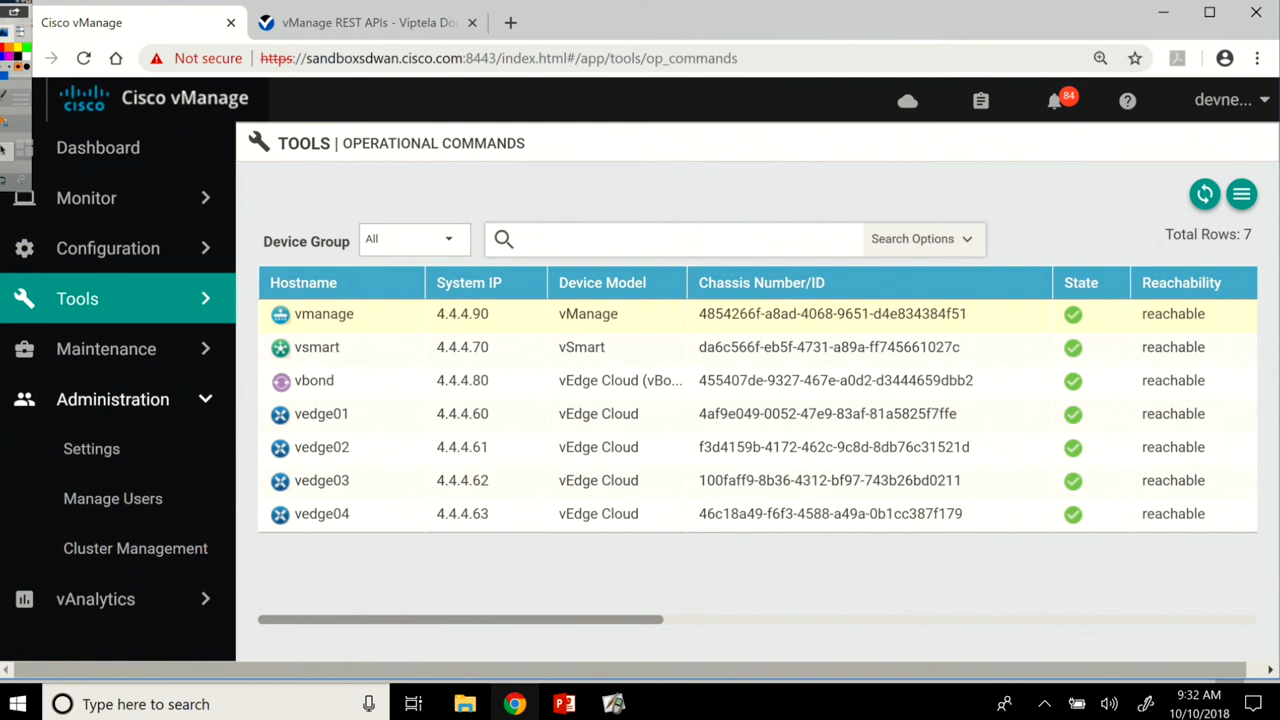 Cisco vManage
vManage REST APIs - Viptela Do
Not secure https://sandboxsdwan.cisco.com:8443/index.html#/app/tools/op_commands
cisco Cisco vManage
84
devne...
Dashboard
Monitor
Configuration
Tools
Maintenance
Administration
Settings
Manage Users
Cluster Management
vAnalytics
TOOLS | OPERATIONAL COMMANDS
Device Group All Search Options
Total Rows: 7
Hostname System IP Device Model Chassis Number/ID State Reachability
vmanage 4.4.4.90 vManage 4854266f-a8ad-4068-9651-d4e834384f51 reachable
vsmart 4.4.4.70 vSmart da6c566f-eb5f-4731-a89a-ff745661027c reachable
vbond 4.4.4.80 vEdge Cloud (vBo... 455407de-9327-467e-a0d2-d3444659dbb2 reachable
vedge01 4.4.4.60 vEdge Cloud 4af9e049-0052-47e9-83af-81a5825f7ffe reachable
vedge02 4.4.4.61 vEdge Cloud f3d4159b-4172-462c-9c8d-8db76c31521d reachable
vedge03 4.4.4.62 vEdge Cloud 100faff9-8b36-4312-bf97-743b26bd0211 reachable
vedge04 4.4.4.63 vEdge Cloud 46c18a49-f6f3-4588-a49a-0b1cc387f179 reachable
Type here to search
9:32 AM
10/10/2018